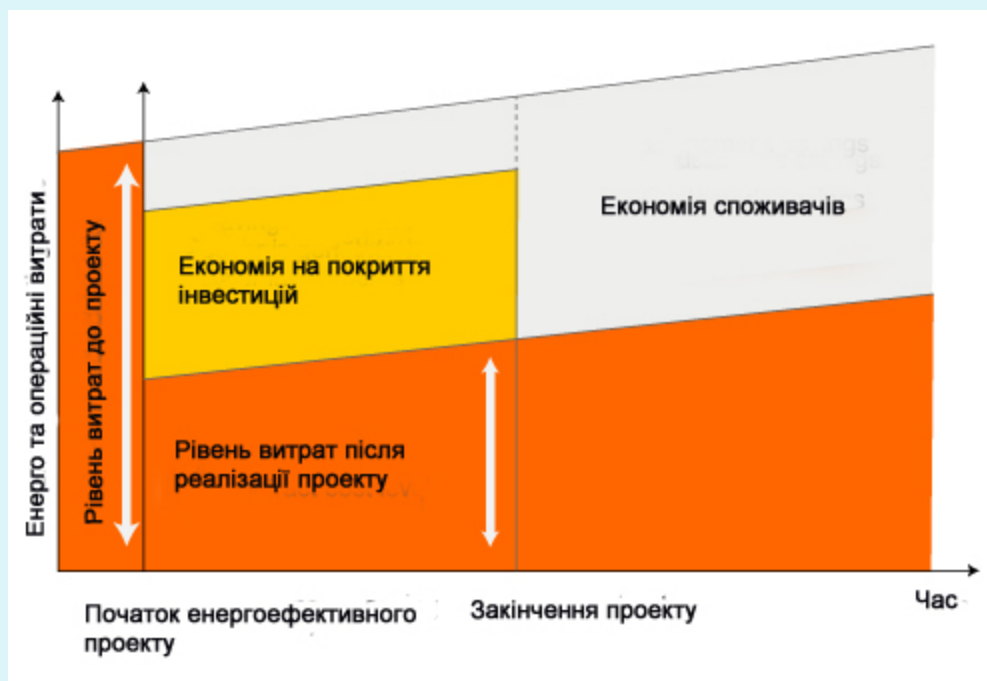 Енерго та операційні витрати
Рівень витрат до проекту
Економія на покриття
інвестицій
Економія споживачів
Рівень витрат після
реалізації проекту
Початок енергоефективного
проекту
Закінчення проекту
Час